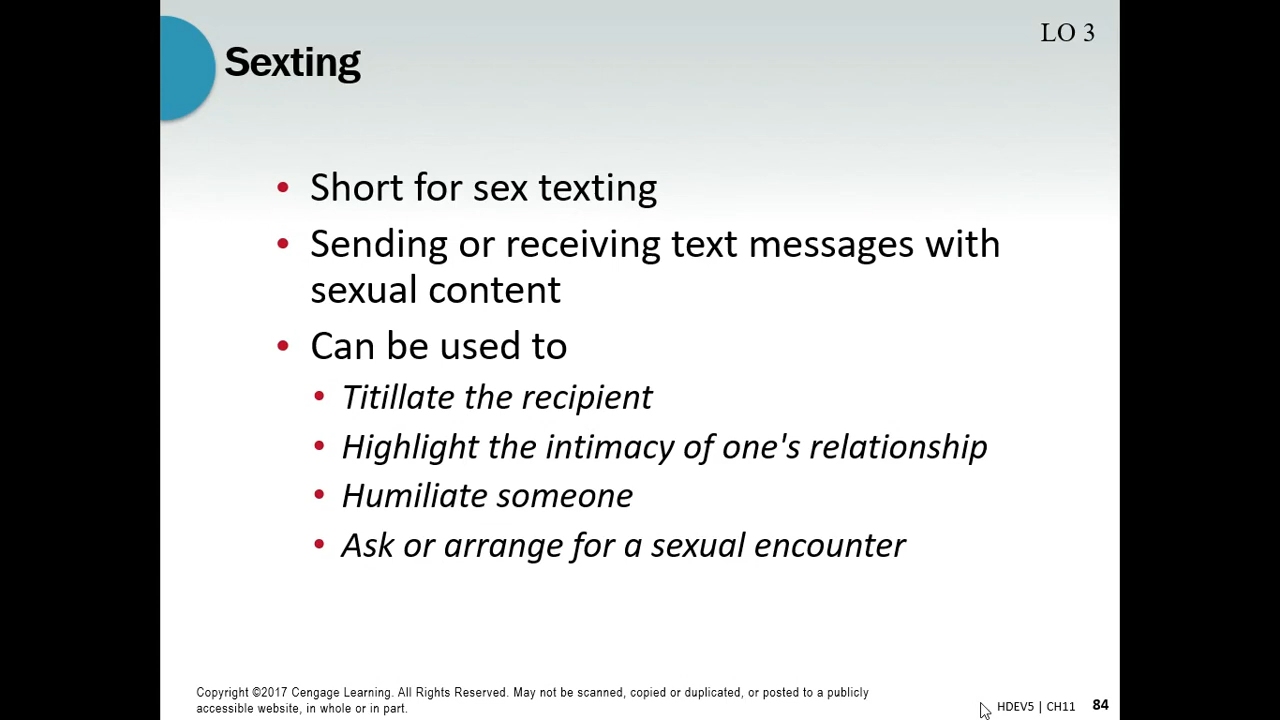 LO 3
Sexting
• Short for sex texting
• Sending or receiving text messages with
sexual content
• Can be used to
• Titillate the recipient
• Highlight the intimacy of one's relationship
• Humiliate someone
• Ask or arrange for a sexual encounter
Copyright ©2017 Cengage Learning. All Rights Reserved. May not be scanned, copied or duplicated, or posted to a publicly
accessible website, in whole or in part.
HDEV5 | CH11 84